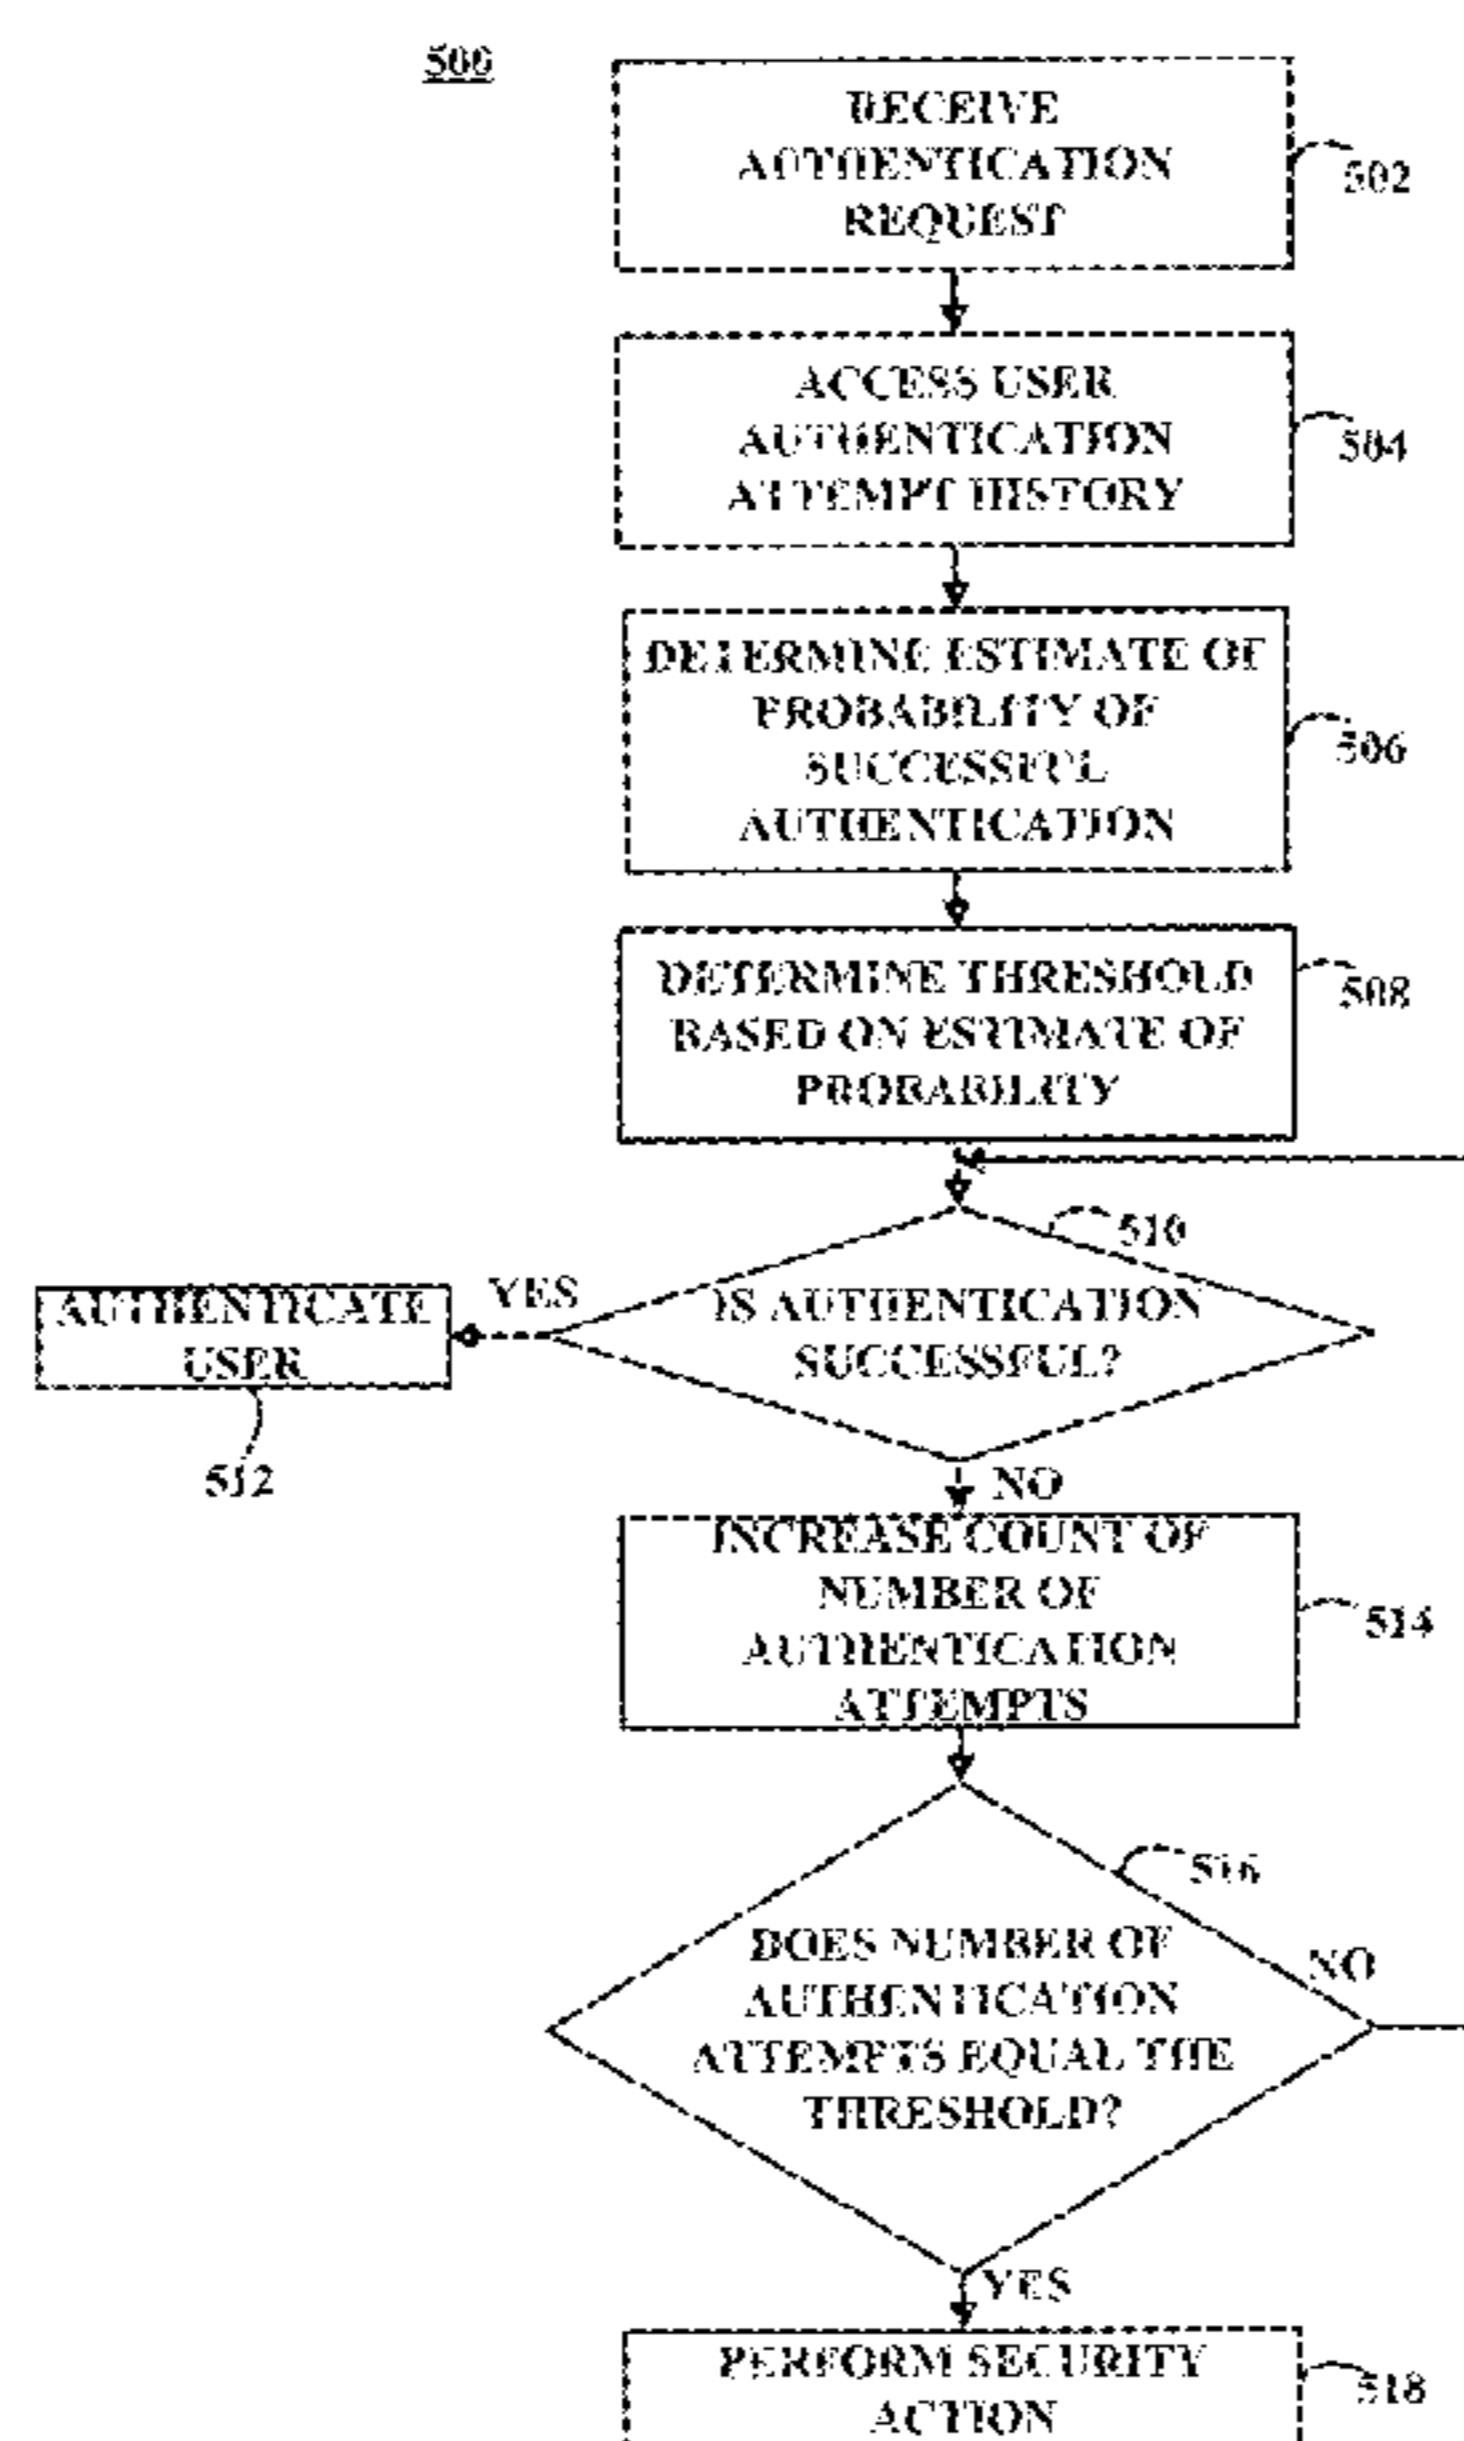 500
RECEIVE
AUTHENTICATION
REQUEST
502
ACCESS USER
AUTHENTICATION
ATTEMPT HISTORY
504
DETERMINE ESTIMATE OF
PROBABILITY OF
SUCCESSFUL
AUTHENTICATION
506
DETERMINE THRESHOLD
BASED ON ESTIMATE OF
PROBABILITY
508
510
IS AUTHENTICATION
SUCCESSFUL?
YES
AUTHENTICATE
USER
512
NO
INCREASE COUNT OF
NUMBER OF
AUTHENTICATION
ATTEMPTS
514
516
DOES NUMBER OF
AUTHENTICATION
ATTEMPTS EQUAL THE
THRESHOLD?
NO
YES
PERFORM SECURITY
ACTION
518